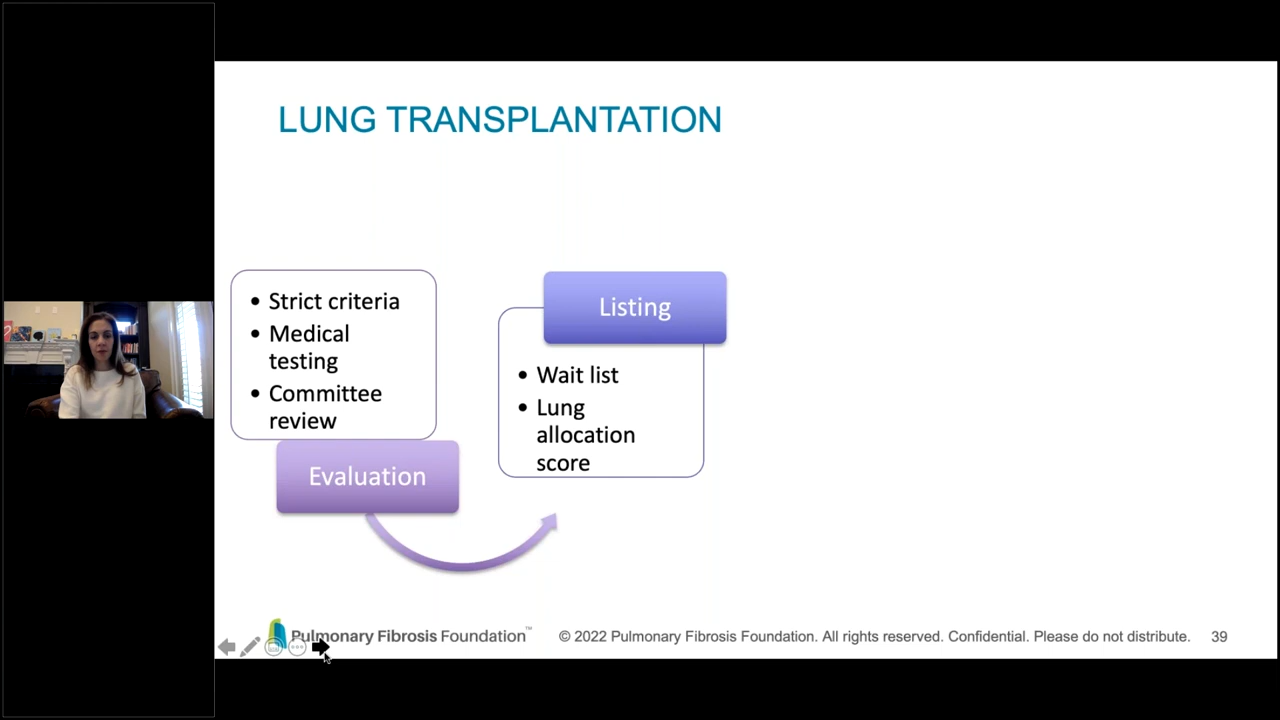 LUNG TRANSPLANTATION
• Strict criteria
• Medical
testing
• Committee
review
Evaluation
Listing
• Wait list
• Lung
allocation
score
Pulmonary Fibrosis Foundation™
© 2022 Pulmonary Fibrosis Foundation. All rights reserved. Confidential. Please do not distribute.
39